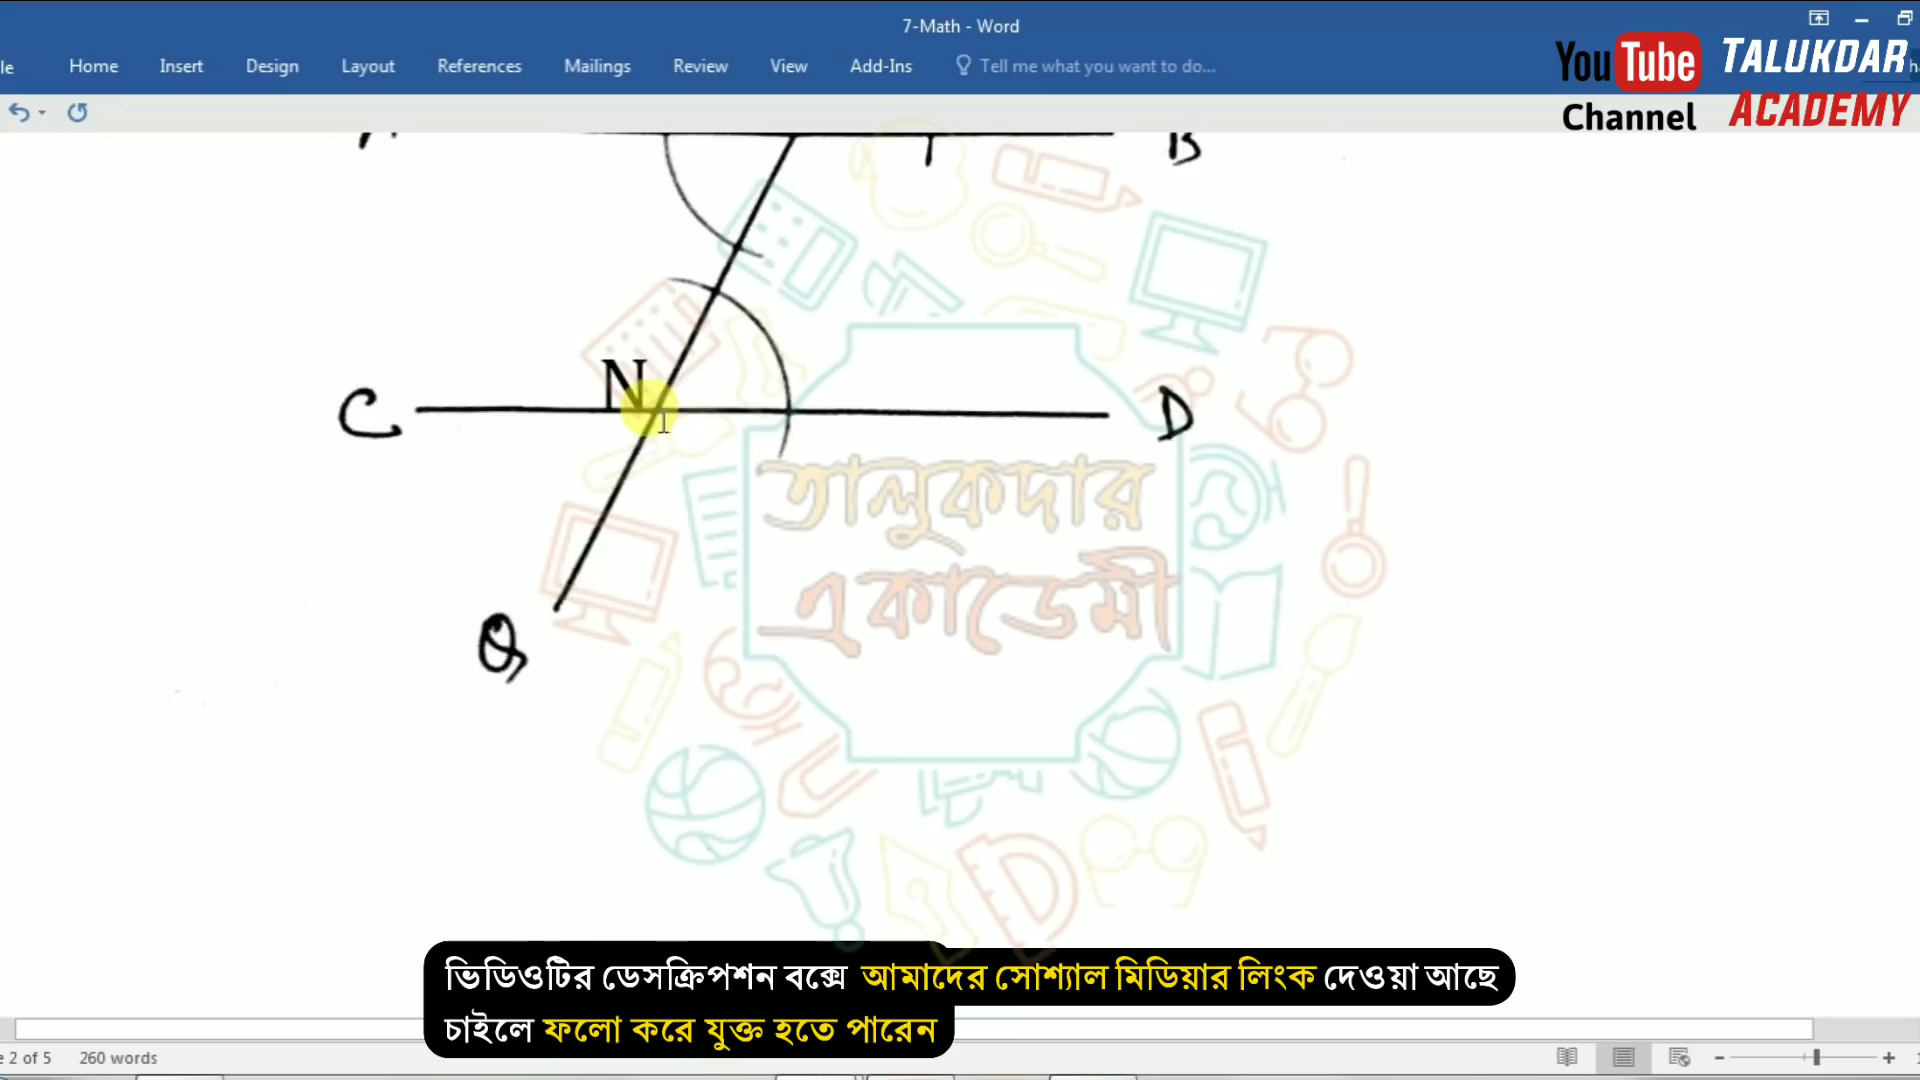 7-Math - Word
le Home Insert Design Layout References Mailings Review View Add-Ins Tell me what you want to do...
YouTube Channel
TALUKDAR ACADEMY
B
N
C
D
Q
তালুকদার
একাডেমী
ভিডিওটির ডেসক্রিপশন বক্সে আমাদের সোশ্যাল মিডিয়ার লিংক দেওয়া আছে
চাইলে ফলো করে যুক্ত হতে পারেন
2 of 5 260 words